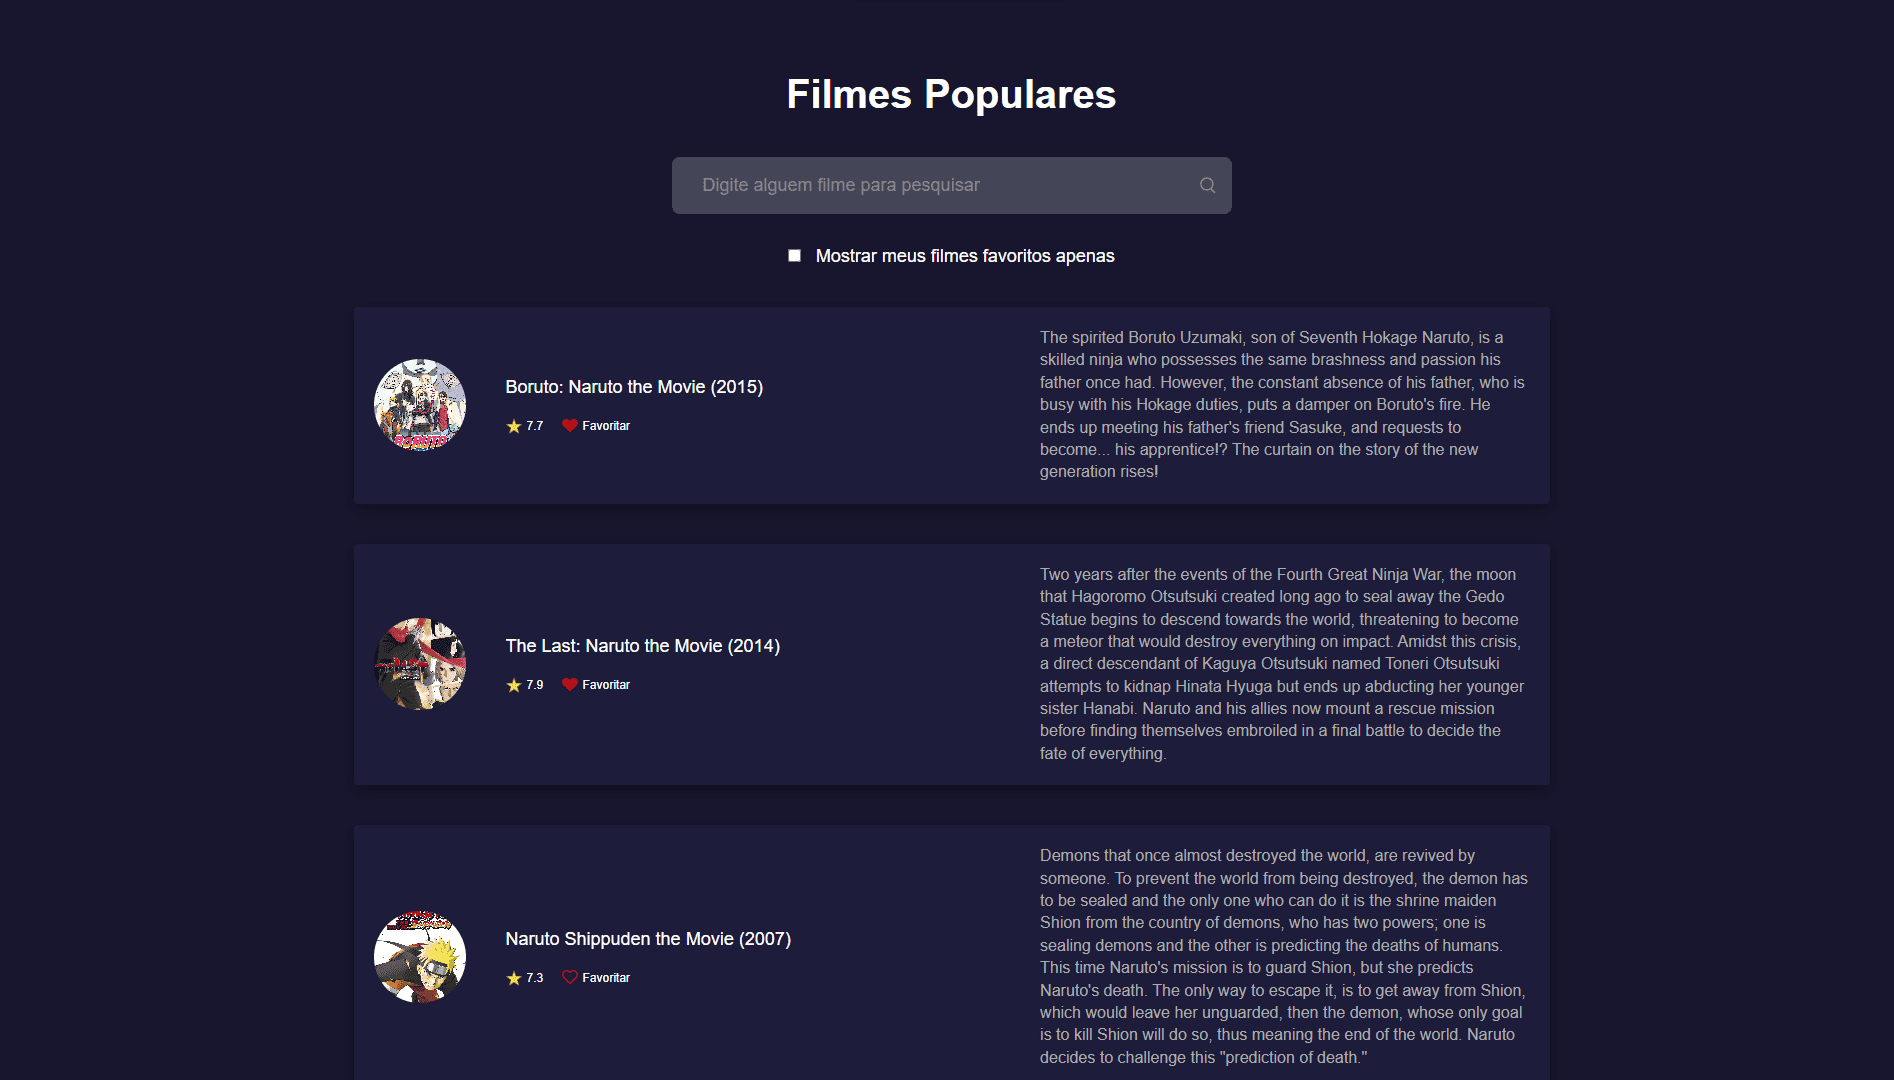 Filmes Populares
Digite alguem filme para pesquisar
Mostrar meus filmes favoritos apenas
Boruto: Naruto the Movie (2015)
7.7 Favoritar
The spirited Boruto Uzumaki, son of Seventh Hokage Naruto, is a
skilled ninja who possesses the same brashness and passion his
father once had. However, the constant absence of his father, who is
busy with his Hokage duties, puts a damper on Boruto's fire. He
ends up meeting his father's friend Sasuke, and requests to
become... his apprentice!? The curtain on the story of the new
generation rises!
BORUTO
The Last: Naruto the Movie (2014)
7.9 Favoritar
Two years after the events of the Fourth Great Ninja War, the moon
that Hagoromo Otsutsuki created long ago to seal away the Gedo
Statue begins to descend towards the world, threatening to become
a meteor that would destroy everything on impact. Amidst this crisis,
a direct descendant of Kaguya Otsutsuki named Toneri Otsutsuki
attempts to kidnap Hinata Hyuga but ends up abducting her younger
sister Hanabi. Naruto and his allies now mount a rescue mission
before finding themselves embroiled in a final battle to decide the
fate of everything.
Naruto Shippuden the Movie (2007)
7.3 Favoritar
Demons that once almost destroyed the world, are revived by
someone. To prevent the world from being destroyed, the demon has
to be sealed and the only one who can do it is the shrine maiden
Shion from the country of demons, who has two powers; one is
sealing demons and the other is predicting the deaths of humans.
This time Naruto's mission is to guard Shion, but she predicts
Naruto's death. The only way to escape it, is to get away from Shion,
which would leave her unguarded, then the demon, whose only goal
is to kill Shion will do so, thus meaning the end of the world. Naruto
decides to challenge this "prediction of death."